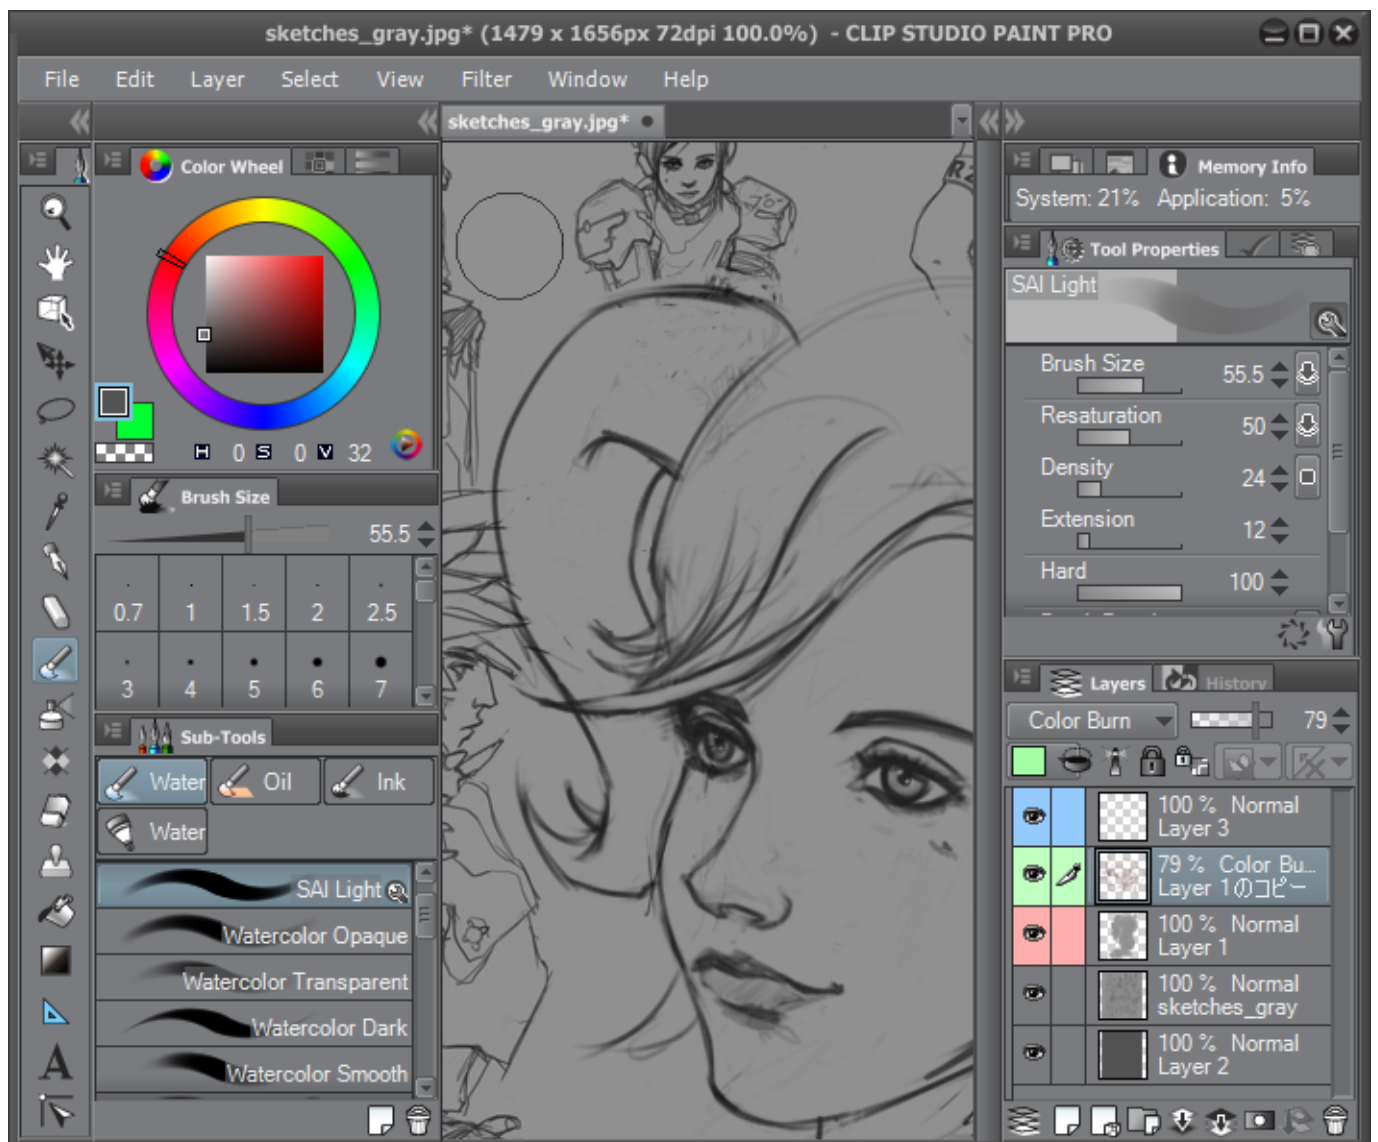 sketches_gray.jpg* (1479 x 1656px 72dpi 100.0%) - CLIP STUDIO PAINT PRO
File Edit Layer Select View Filter Window Help
sketches_gray.jpg*
Color Wheel
H 0 S 0 V 32
Brush Size
55.5
0.7 1 1.5 2 2.5
3 4 5 6 7
Sub-Tools
Water Oil Ink
Water
SAI Light
Watercolor Opaque
Watercolor Transparent
Watercolor Dark
Watercolor Smooth
Memory Info
System: 21% Application: 5%
Tool Properties
SAI Light
Brush Size 55.5
Resaturation 50
Density 24
Extension 12
Hard 100
Layers History
Color Burn 79
100 % Normal
Layer 3
79 % Color Bu...
Layer 1のコピー
100 % Normal
Layer 1
100 % Normal
sketches_gray
100 % Normal
Layer 2